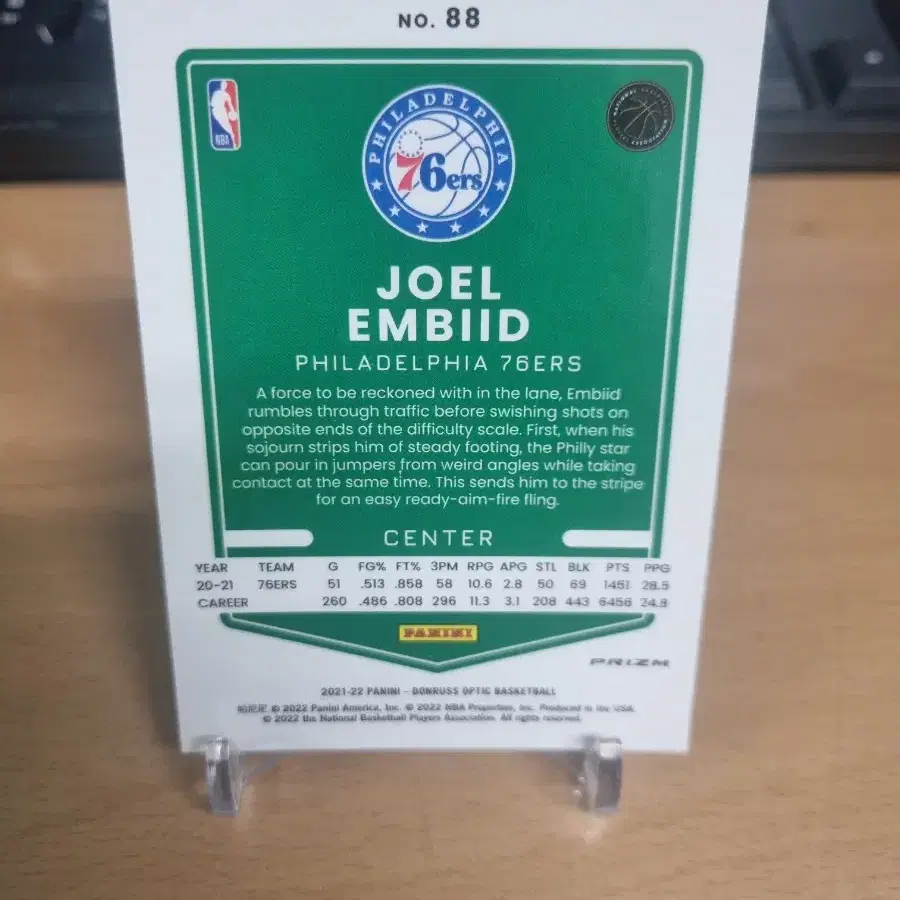 NO. 88
NBA
PHILADELPHIA
76ers
JOEL
EMBIID
PHILADELPHIA 76ERS
A force to be reckoned with in the lane, Embiid
rumbles through traffic before swishing shots on
opposite ends of the difficulty scale. First, when his
sojourn strips him of steady footing, the Philly star
can pour in jumpers from weird angles while taking
contact at the same time. This sends him to the stripe
for an easy ready-aim-fire fling.
CENTER
YEAR TEAM G FG% FT% 3PM RPG APG STL BLK PTS PPG
20-21 76ERS 51 .513 .858 58 10.6 2.8 50 69 1451 28.5
CAREER 260 .486 .808 296 11.3 3.1 208 443 6456 24.8
PANINI
PRIZM
2021-22 PANINI - DONRUSS OPTIC BASKETBALL
© 2022 Panini America, Inc. © 2022 NBA Properties, Inc. Produced in the USA.
© 2022 the National Basketball Players Association. All rights reserved.